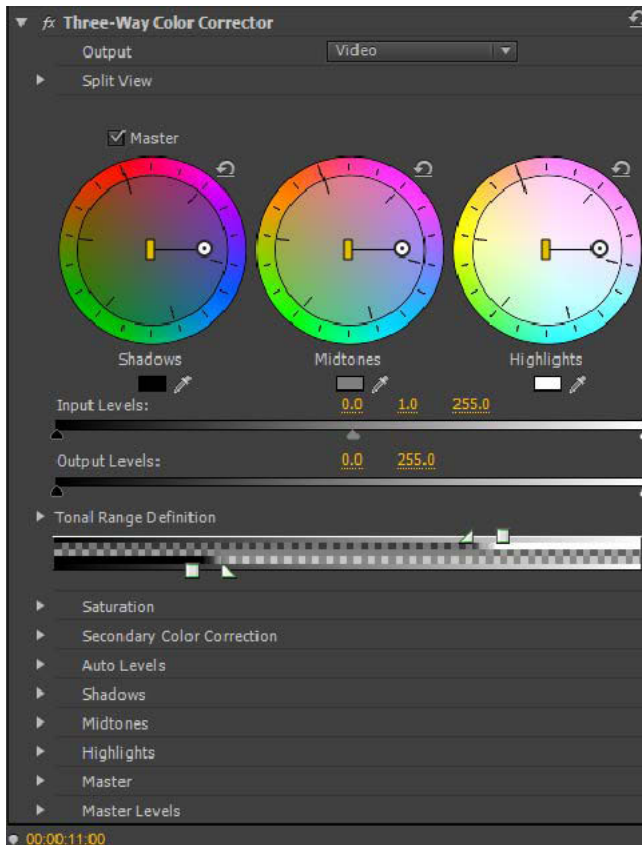 fx Three-Way Color Corrector
Output Video
Split View
Master
Shadows Midtones Highlights
Input Levels: 0.0 1.0 255.0
Output Levels: 0.0 255.0
Tonal Range Definition
Saturation
Secondary Color Correction
Auto Levels
Shadows
Midtones
Highlights
Master
Master Levels
00:00:11:00